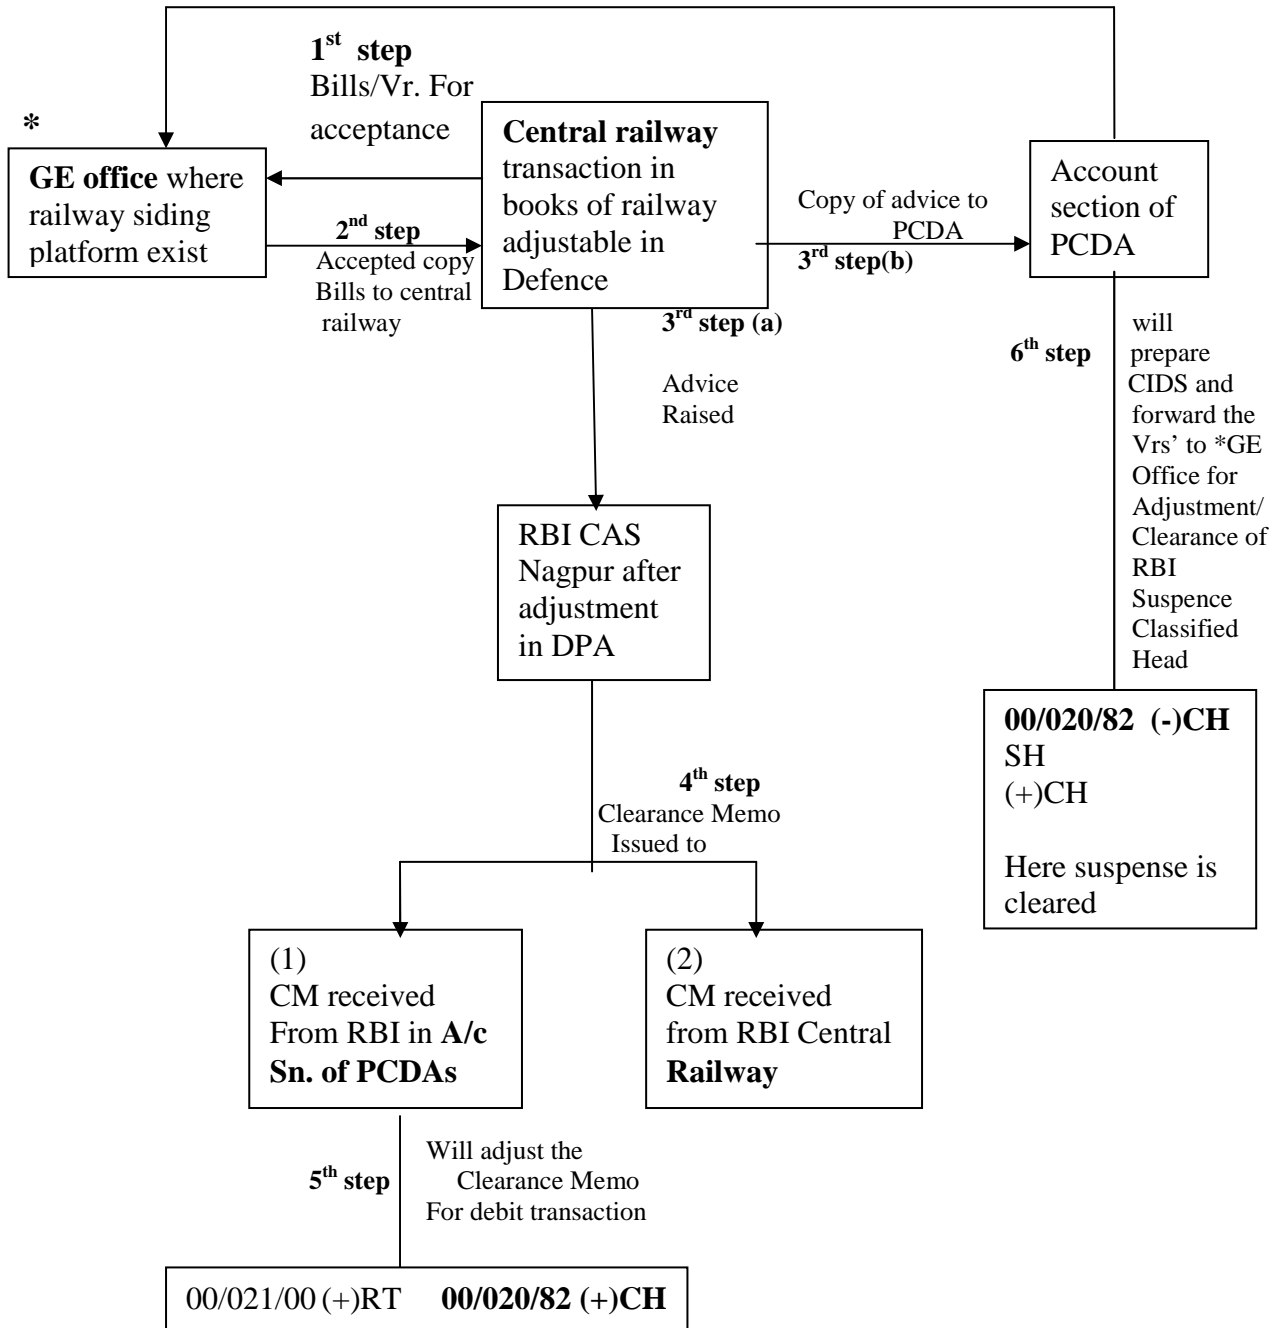 1st step
Bills/Vr. For
acceptance
*
GE office where
railway siding
platform exist
2nd step
Accepted copy
Bills to central
railway
Central railway
transaction in
books of railway
adjustable in
Defence
Copy of advice to
PCDA
3rd step(b)
Account
section of
PCDA
3rd step (a)
Advice
Raised
6th step
will
prepare
CIDS and
forward the
Vrs’ to *GE
Office for
Adjustment/
Clearance of
RBI
Suspence
Classified
Head
RBI CAS
Nagpur after
adjustment
in DPA
00/020/82 (-)CH
SH
(+)CH
Here suspense is
cleared
4th step
Clearance Memo
Issued to
(1)
CM received
From RBI in A/c
Sn. of PCDAs
(2)
CM received
from RBI Central
Railway
5th step
Will adjust the
Clearance Memo
For debit transaction
00/021/00 (+)RT 00/020/82 (+)CH